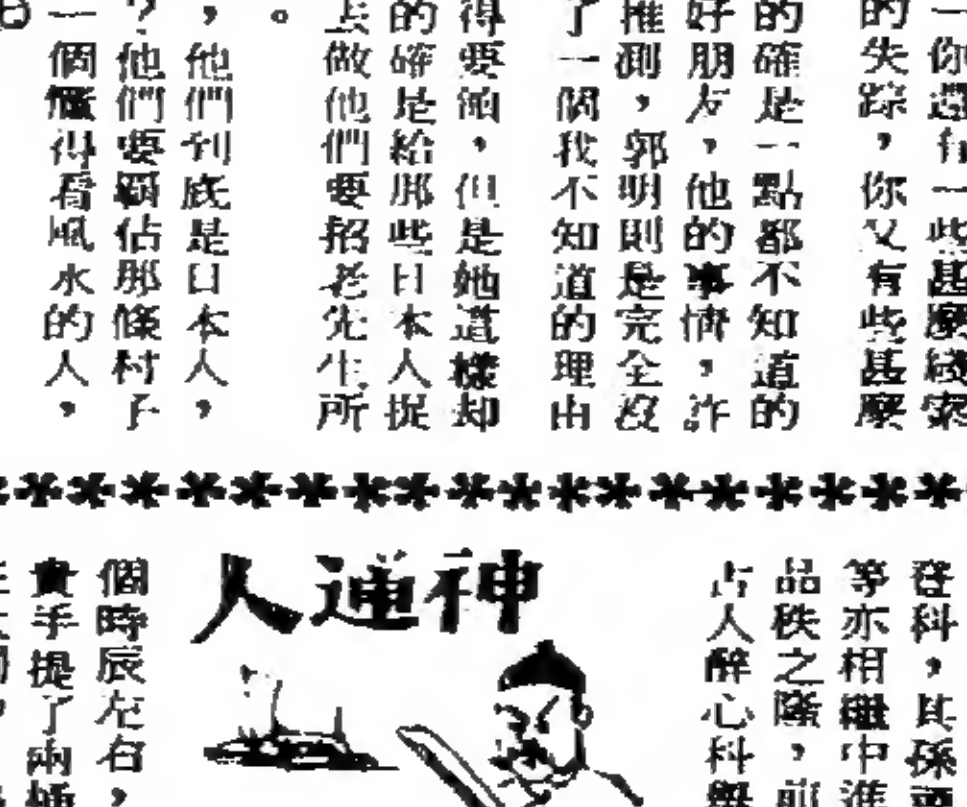 一你還有一些甚麼綫索
的失踪，你又有些甚麼
的確是一點都不知道的
好朋友，他的事情，許
推測，郭明則是完全沒
了一個我不知道的理由
得要領，但是她這樣却
的確是給那些日本人捉
去做他們要招老先生所
。
，他們到底是日本人，
？他們要霸佔那條村子
一個懂得看風水的人，
登科，其孫
等亦相繼中進
品秩之隆，
古人醉心科舉
神通人
個時辰左右，
貴手提了兩